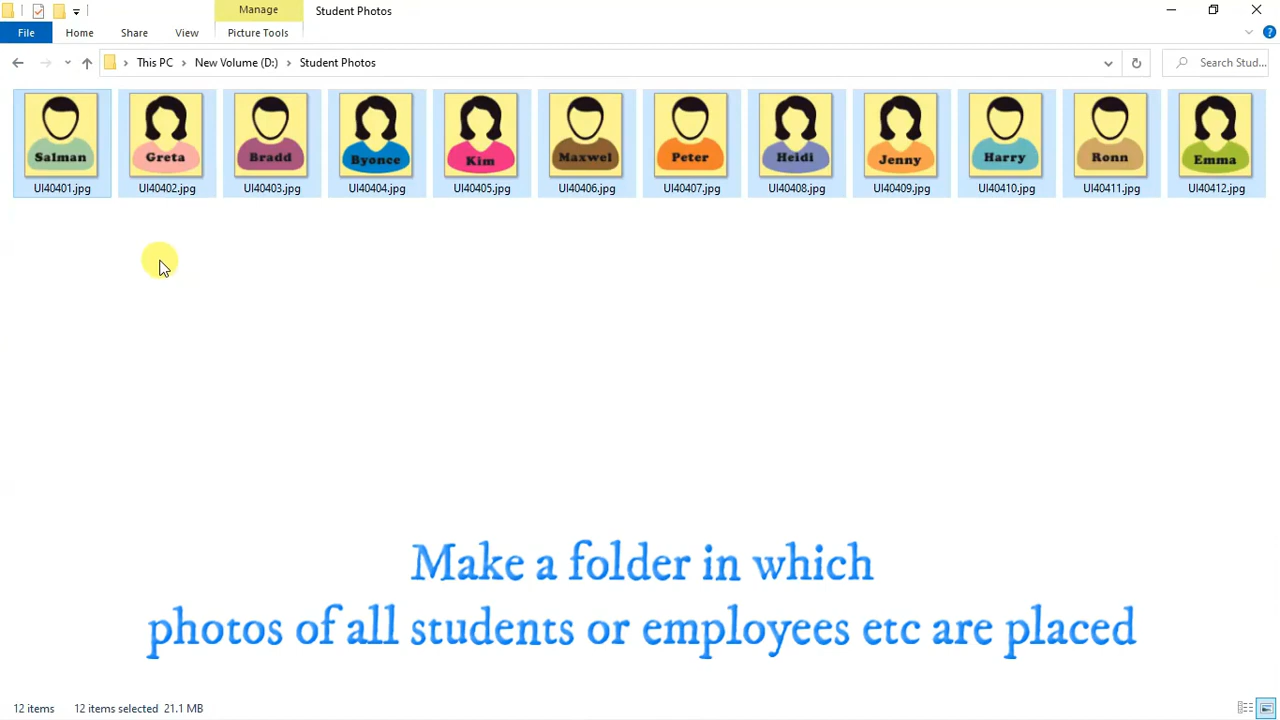 Manage
Student Photos
File
Home
Share
View
Picture Tools
This PC
New Volume (D:)
Student Photos
Search Stud...
Salman
Greta
Bradd
Byonce
Kim
Maxwel
Peter
Heidi
Jenny
Harry
Ronn
Emma
UI40401.jpg
UI40402.jpg
UI40403.jpg
UI40404.jpg
UI40405.jpg
UI40406.jpg
UI40407.jpg
UI40408.jpg
UI40409.jpg
UI40410.jpg
UI40411.jpg
UI40412.jpg
Make a folder in which
photos of all students or employees etc are placed
12 items
12 items selected 21.1 MB